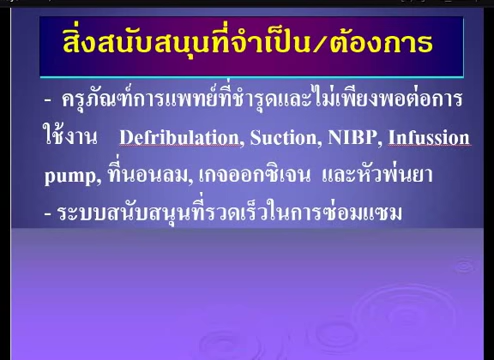 สิ่งสนับสนุนที่จำเป็น/ต้องการ
- ครุภัณฑ์การแพทย์ที่ชำรุดและไม่เพียงพอต่อการ
ใช้งาน Defribulation, Suction, NIBP, Infussion
pump, ที่นอนลม, เกจออกซิเจน และหัวพ่นยา
- ระบบสนับสนุนที่รวดเร็วในการซ่อมแซม